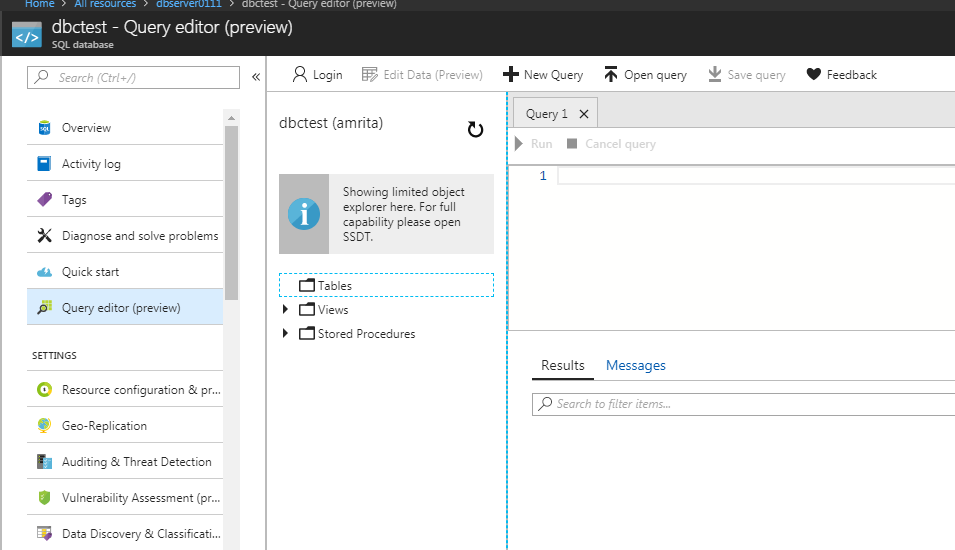 Home > All resources > dbserver0111 > dbctest - Query editor (preview)
dbctest - Query editor (preview)
SQL database
Search (Ctrl+/)
«
Overview
Activity log
Tags
Diagnose and solve problems
Quick start
Query editor (preview)
SETTINGS
Resource configuration & pr...
Geo-Replication
Auditing & Threat Detection
Vulnerability Assessment (pr...
Data Discovery & Classificati...
Login
Edit Data (Preview)
New Query
Open query
Save query
Feedback
dbctest (amrita)
Showing limited object
explorer here. For full
capability please open
SSDT.
Tables
Views
Stored Procedures
Query 1
Run
Cancel query
1
Results
Messages
Search to filter items...